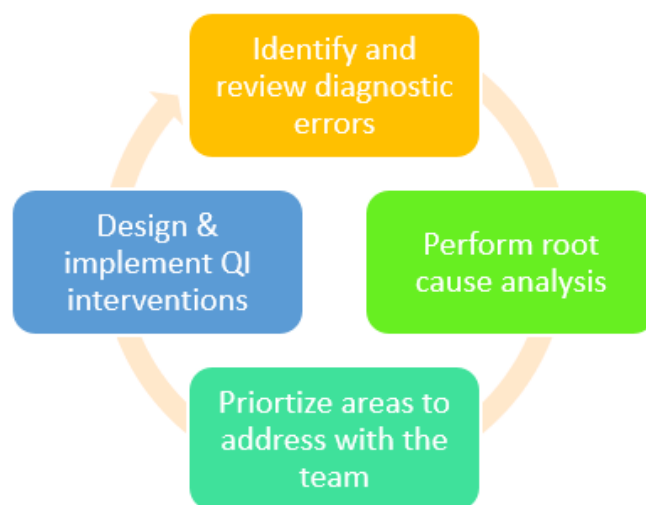 Identify and
review diagnostic
errors
Perform root
cause analysis
Priortize areas to
address with the
team
Design &
implement QI
interventions